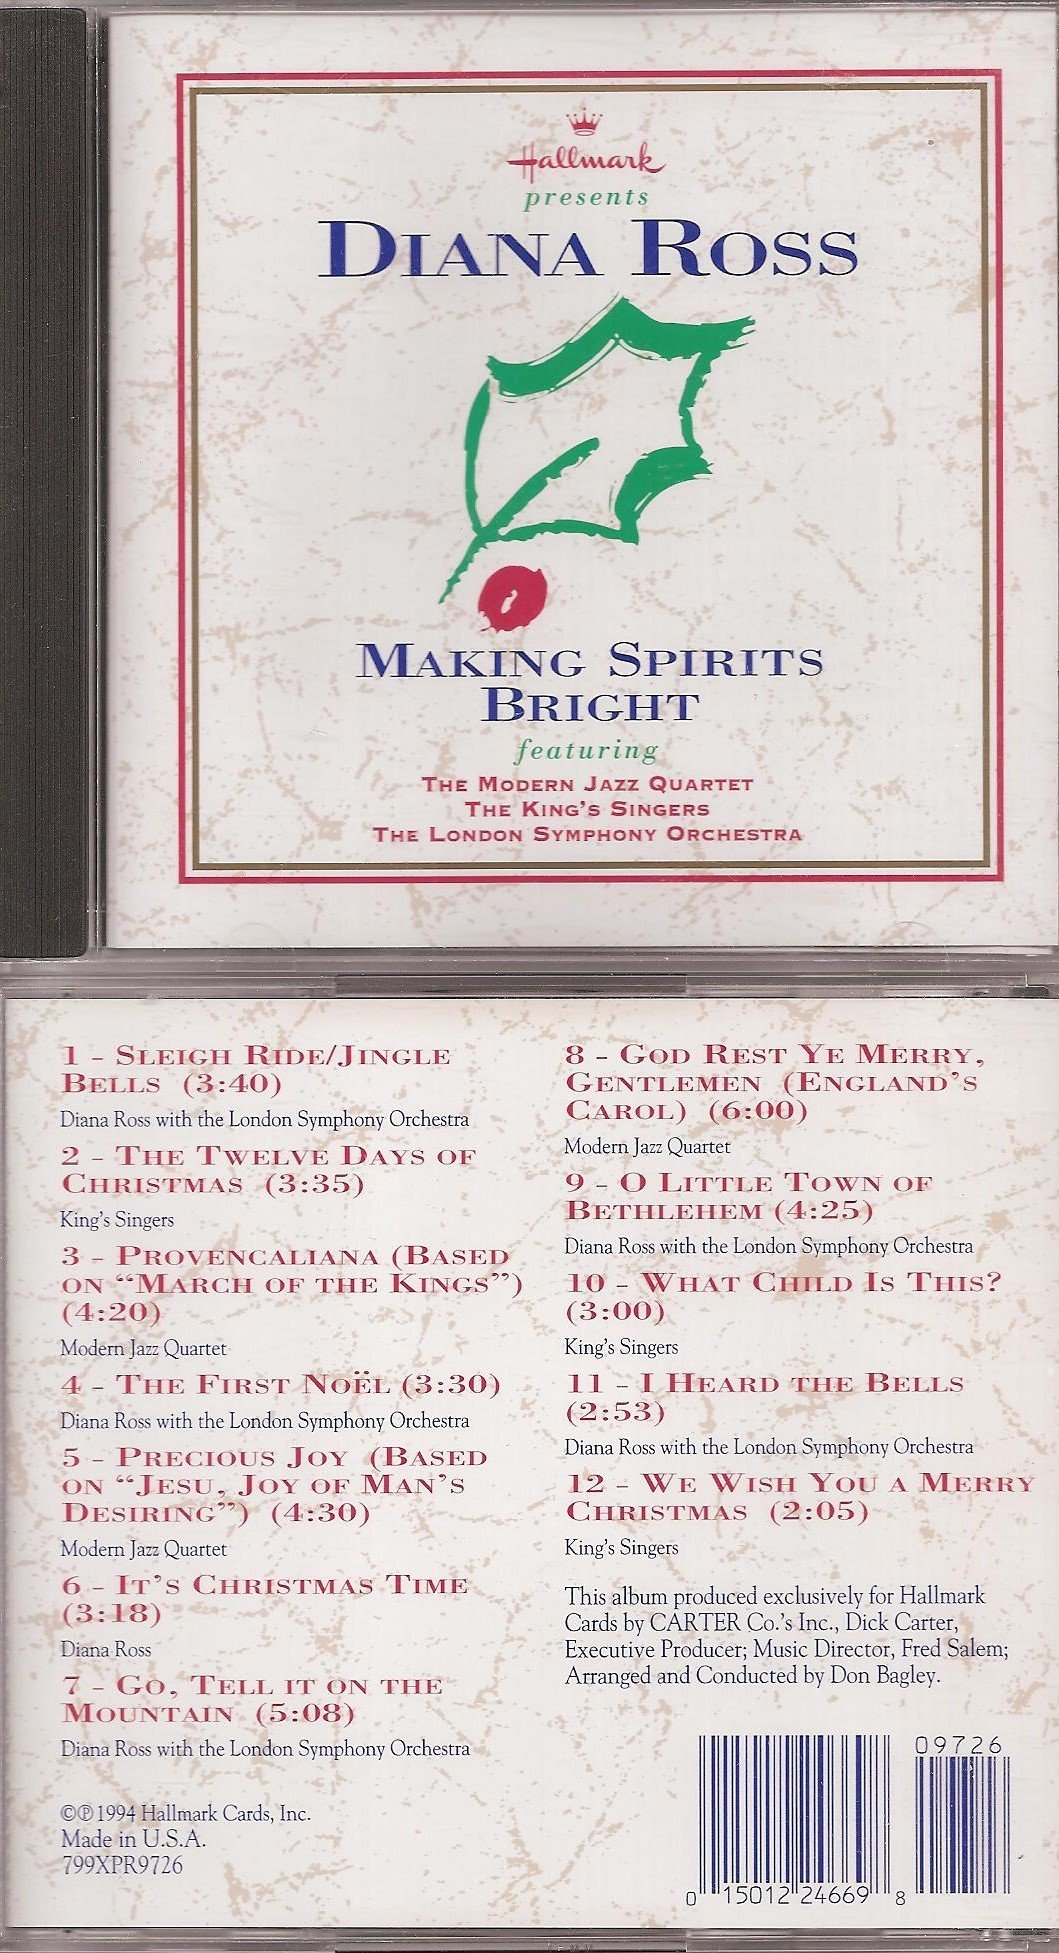 Hallmark
presents
DIANA ROSS
MAKING SPIRITS
BRIGHT
featuring
THE MODERN JAZZ QUARTET
THE KING'S SINGERS
THE LONDON SYMPHONY ORCHESTRA
1 - SLEIGH RIDE/JINGLE
BELLS (3:40)
Diana Ross with the London Symphony Orchestra
2 - THE TWELVE DAYS OF
CHRISTMAS (3:35)
King's Singers
3 - PROVENCALIANA (BASED
ON "MARCH OF THE KINGS")
(4:20)
Modern Jazz Quartet
4 - THE FIRST NOËL (3:30)
Diana Ross with the London Symphony Orchestra
5 - PRECIOUS JOY (BASED
ON "JESU, JOY OF MAN'S
DESIRING") (4:30)
Modern Jazz Quartet
6 - IT'S CHRISTMAS TIME
(3:18)
Diana Ross
7 - GO, TELL IT ON THE
MOUNTAIN (5:08)
Diana Ross with the London Symphony Orchestra
©℗1994 Hallmark Cards, Inc.
Made in U.S.A.
799XPR9726
8 - GOD REST YE MERRY,
GENTLEMEN (ENGLAND'S
CAROL) (6:00)
Modern Jazz Quartet
9 - O LITTLE TOWN OF
BETHLEHEM (4:25)
Diana Ross with the London Symphony Orchestra
10 - WHAT CHILD IS THIS?
(3:00)
King's Singers
11 - I HEARD THE BELLS
(2:53)
Diana Ross with the London Symphony Orchestra
12 - WE WISH YOU A MERRY
CHRISTMAS (2:05)
King's Singers
This album produced exclusively for Hallmark
Cards by CARTER Co.'s Inc., Dick Carter,
Executive Producer; Music Director, Fred Salem;
Arranged and Conducted by Don Bagley.
09726
0 15012 24669 8